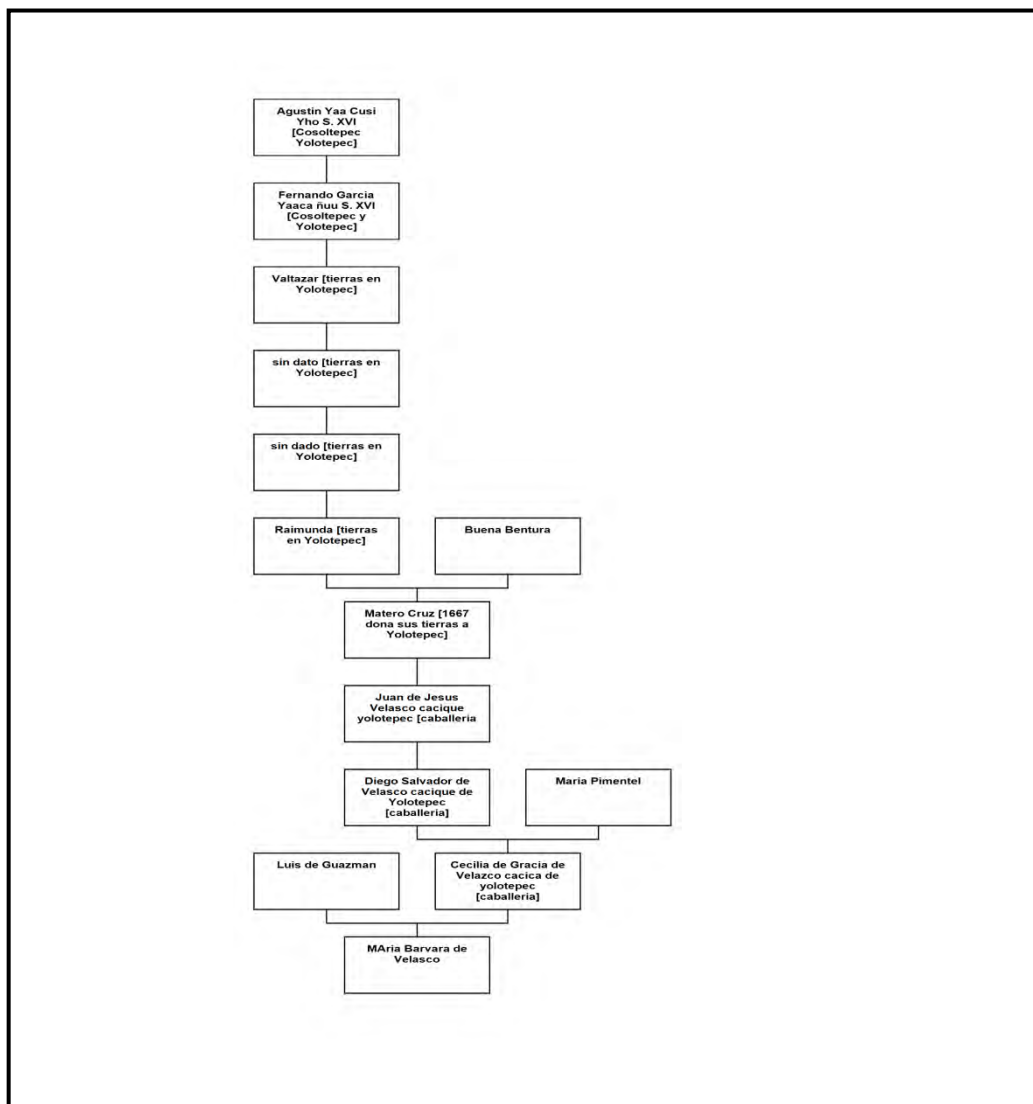 Agustin Yaa Cusi
Yho S. XVI
[Cosoltepec
Yolotepec]
Fernando Garcia
Yaaca ñuu S. XVI
[Cosoltepec y
Yolotepec]
Valtazar [tierras en
Yolotepec]
sin dato [tierras en
Yolotepec]
sin dado [tierras en
Yolotepec]
Raimunda [tierras
en Yolotepec]
Buena Bentura
Matero Cruz [1667
dona sus tierras a
Yolotepec]
Juan de Jesus
Velasco cacique
yolotepec [caballeria
Diego Salvador de
Velasco cacique de
Yolotepec
[caballeria]
Maria Pimentel
Luis de Guazman
Cecilia de Gracia de
Velazco cacica de
yolotepec
[caballeria]
MAria Barvara de
Velasco